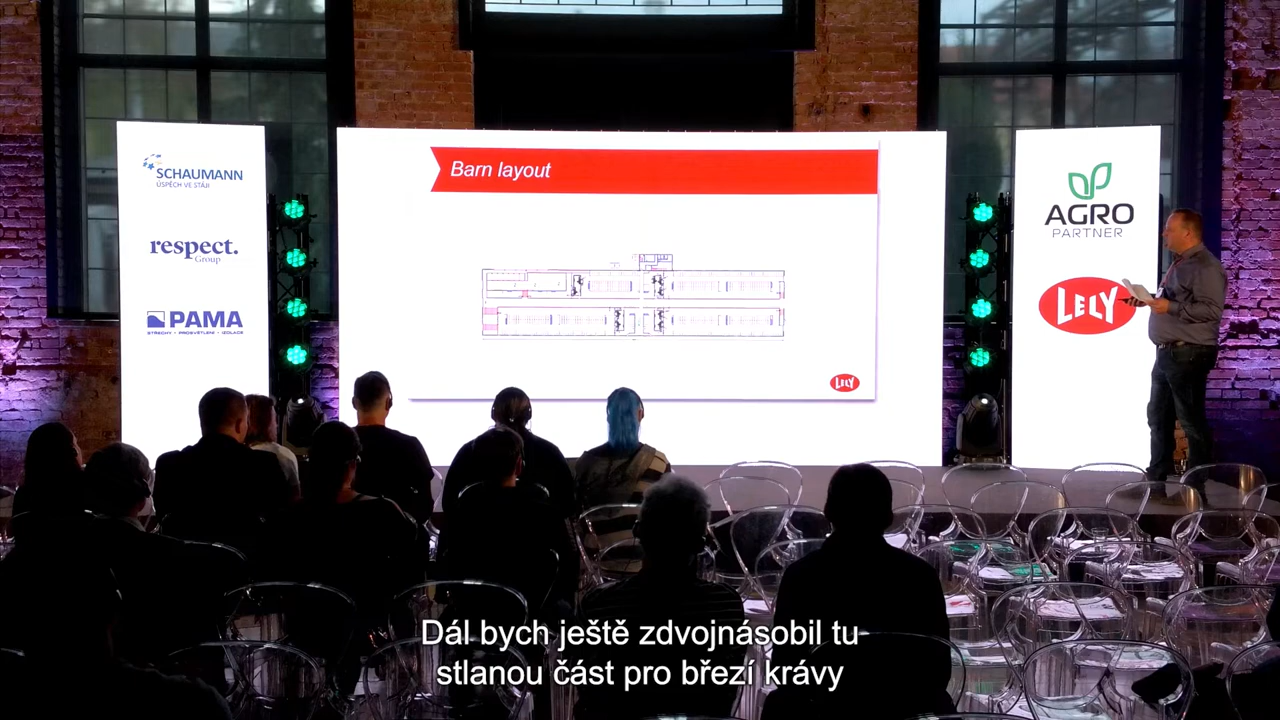 SCHAUMANN
ÚSPĚCH VE STÁJI
respect.
Group
PAMA
STŘECHY • PROSVĚTLENÍ • IZOLACE
Barn layout
LELY
AGRO
PARTNER
LELY
Dál bych ještě zdvojnásobil tu
stlanou část pro březí krávy